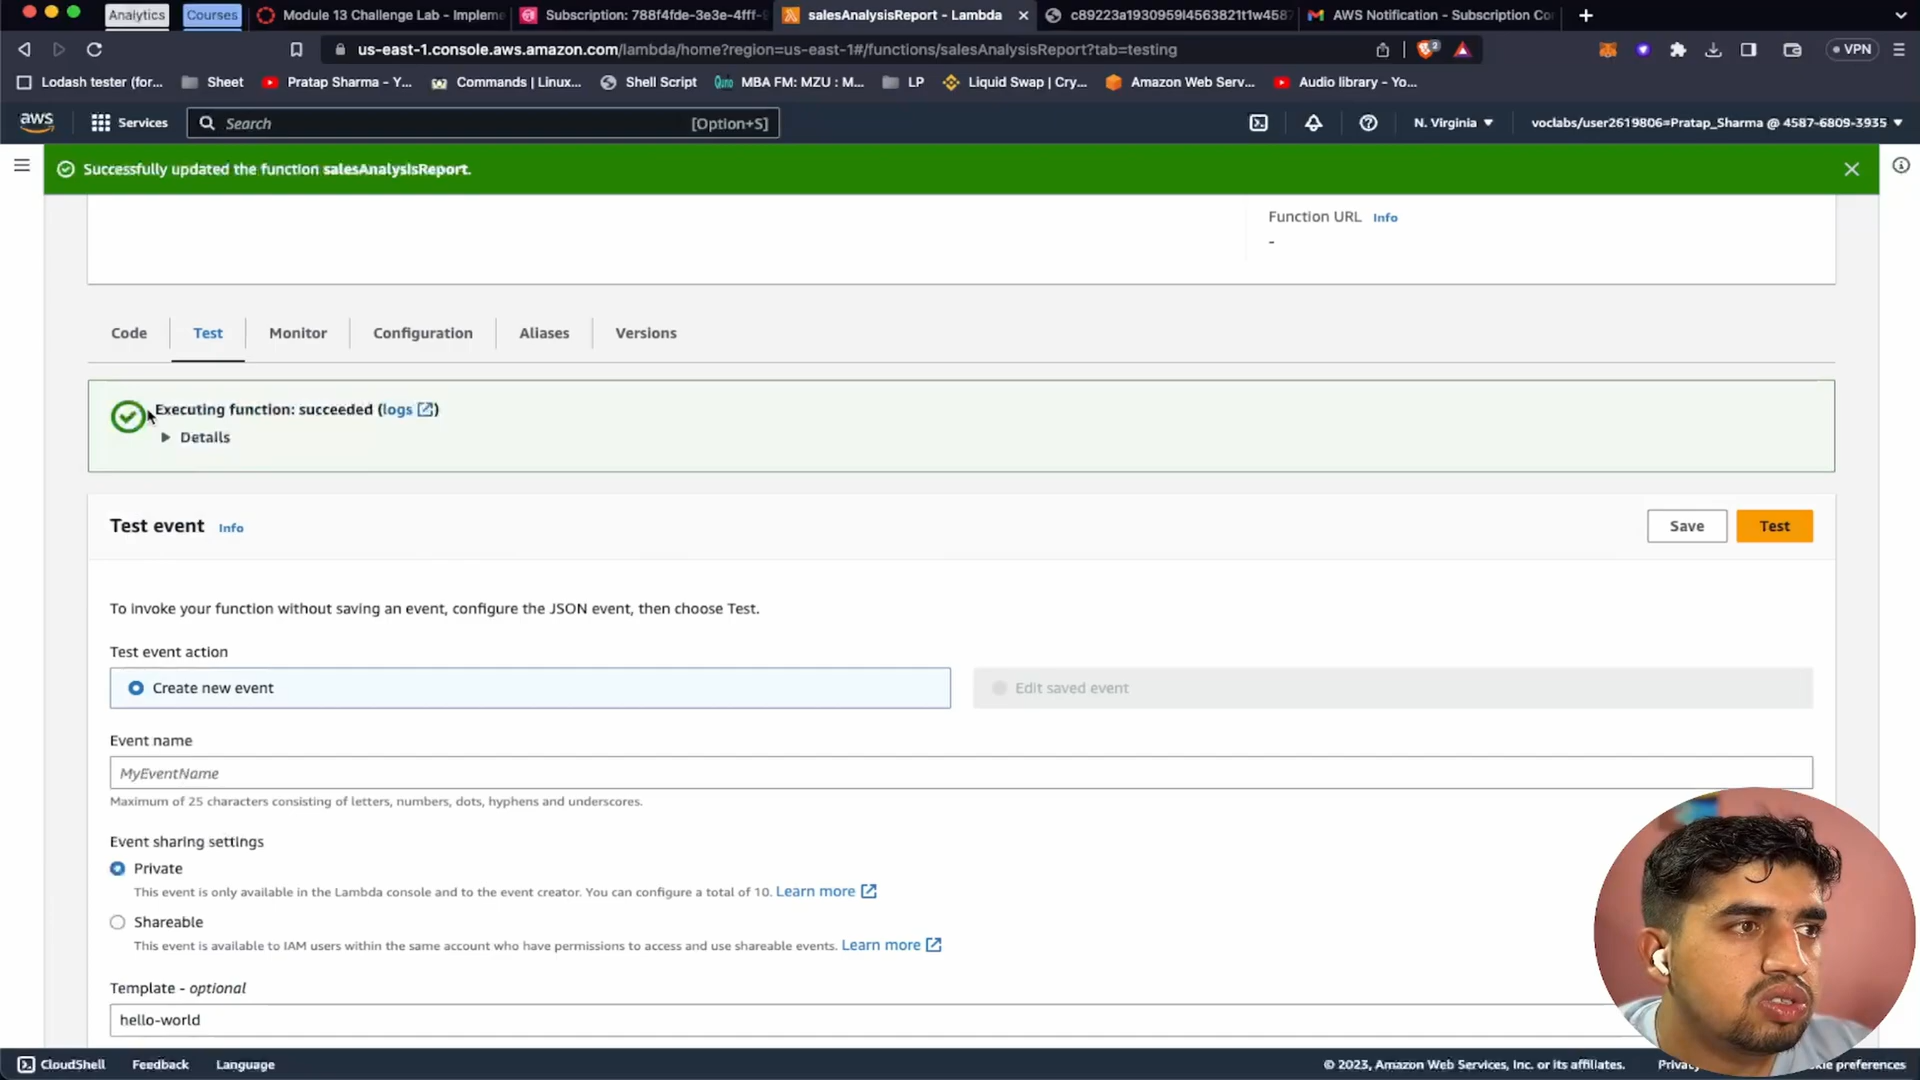 Analytics Courses Module 13 Challenge Lab - Impleme Subscription: 788f4fde-3e3e-4fff- salesAnalysisReport - Lambda c89223a1930959l4563821t1w4587 AWS Notification - Subscription Co
us-east-1.console.aws.amazon.com/lambda/home?region=us-east-1#/functions/salesAnalysisReport?tab=testing 2 VPN
Lodash tester (for... Sheet Pratap Sharma - Y... Commands | Linux... Shell Script MBA FM: MZU : M... LP Liquid Swap | Cry... Amazon Web Serv... Audio library - Yo...
aws Services Search [Option+S] N. Virginia voclabs/user2619806=Pratap_Sharma @ 4587-6809-3935
Successfully updated the function salesAnalysisReport.
Function URL Info
-
Code Test Monitor Configuration Aliases Versions
Executing function: succeeded (logs)
Details
Test event Info Save Test
To invoke your function without saving an event, configure the JSON event, then choose Test.
Test event action
Create new event Edit saved event
Event name
MyEventName
Maximum of 25 characters consisting of letters, numbers, dots, hyphens and underscores.
Event sharing settings
Private
This event is only available in the Lambda console and to the event creator. You can configure a total of 10. Learn more
Shareable
This event is available to IAM users within the same account who have permissions to access and use shareable events. Learn more
Template - optional
hello-world
CloudShell Feedback Language © 2023, Amazon Web Services, Inc. or its affiliates. preferences